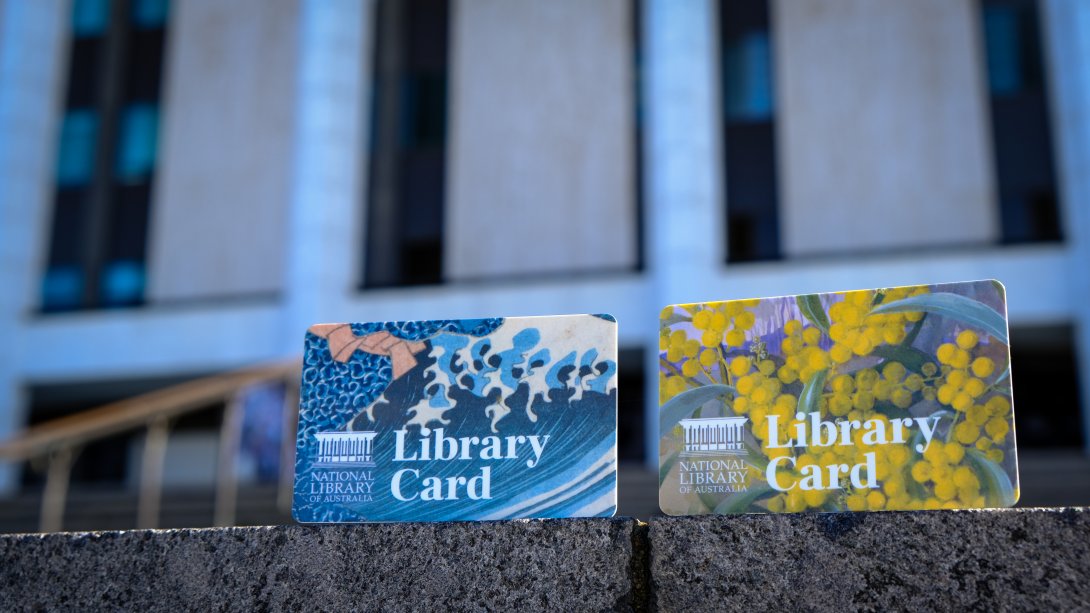 Library
Card
NATIONAL
LIBRARY
OF AUSTRALIA
Library
Card
NATIONAL
LIBRARY
OF AUSTRALIA